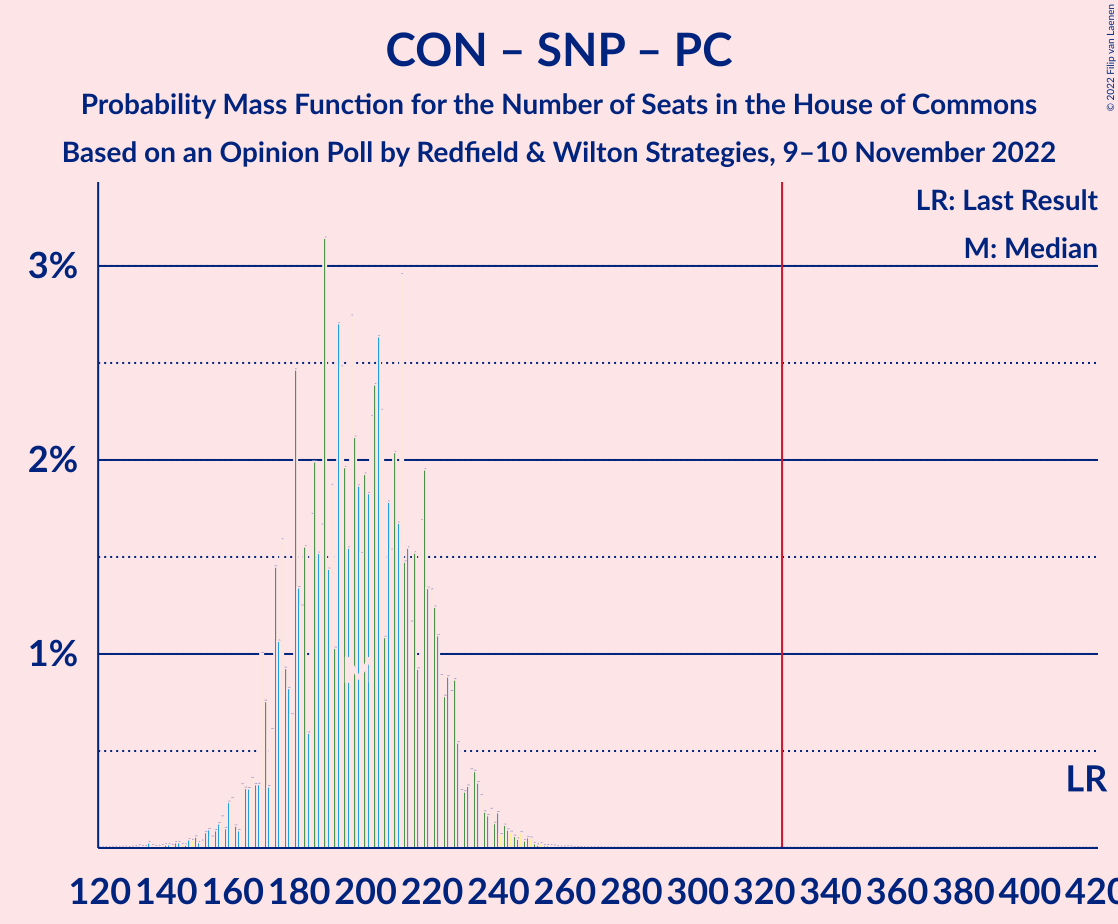 CON – SNP – PC
Probability Mass Function for the Number of Seats in the House of Commons
Based on an Opinion Poll by Redfield & Wilton Strategies, 9–10 November 2022
© 2022 Filip van Laenen
LR: Last Result
M: Median
3%
2%
1%
LR
120 140 160 180 200 220 240 260 280 300 320 340 360 380 400 420